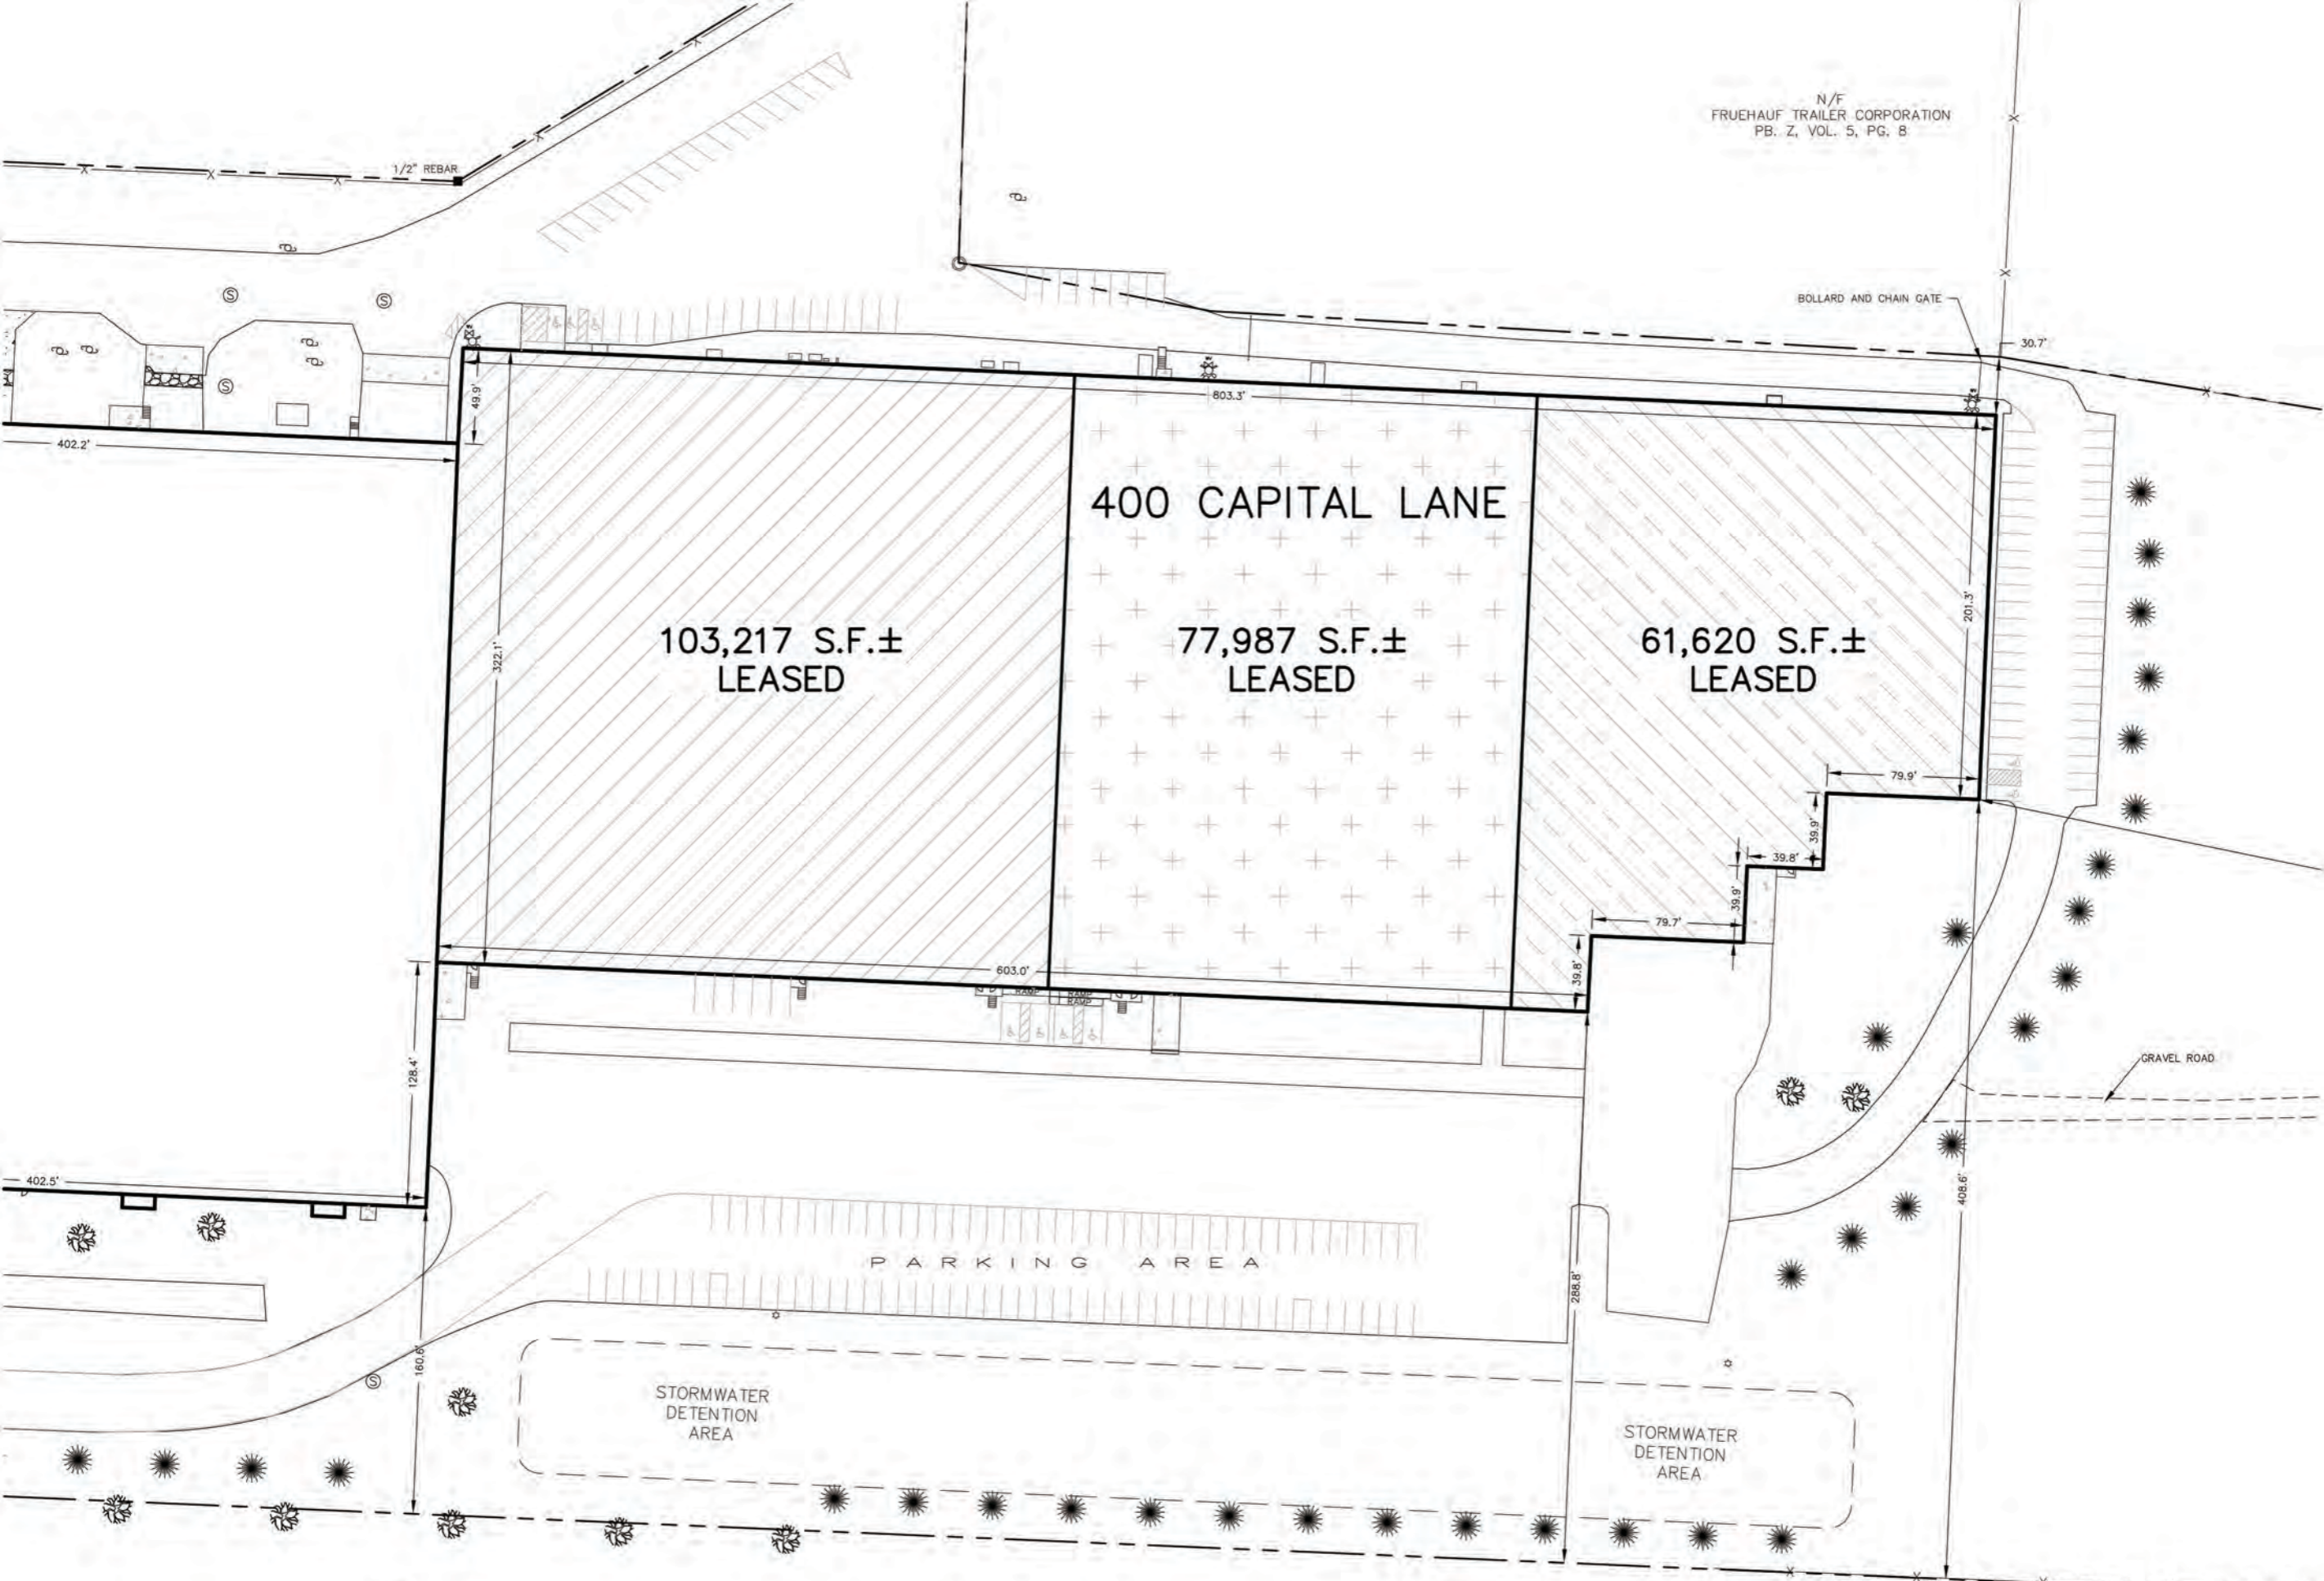 N/F
FRUEHAUF TRAILER CORPORATION
PB. Z, VOL. 5, PG. 8
1/2" REBAR
BOLLARD AND CHAIN GATE
30.7'
49.9'
803.3'
402.2'
400 CAPITAL LANE
322.1'
103,217 S.F.±
LEASED
77,987 S.F.±
LEASED
61,620 S.F.±
LEASED
201.3'
79.9'
39.9'
39.8'
39.9'
79.7'
39.8'
603.0'
RAMP
RAMP
RAMP
128.4'
GRAVEL ROAD
402.5'
408.6'
PARKING AREA
288.8'
160.6'
S
S
S
S
STORMWATER
DETENTION
AREA
STORMWATER
DETENTION
AREA